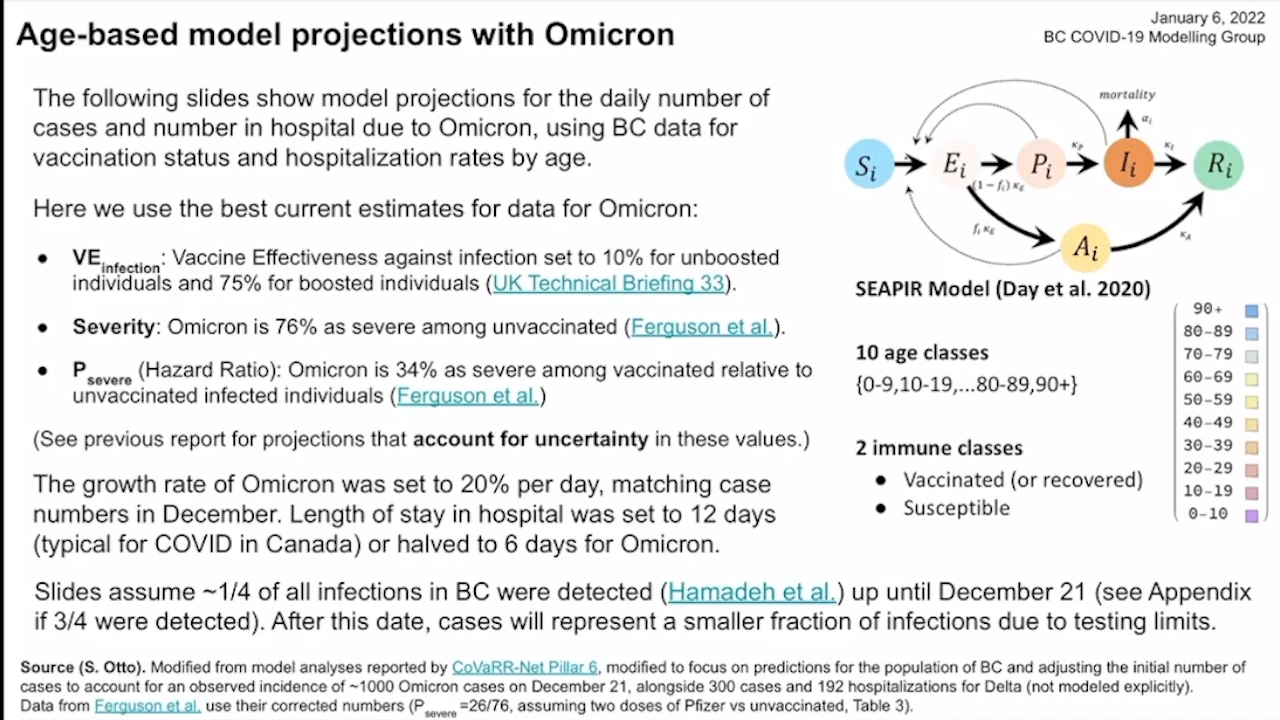 January 6, 2022
BC COVID-19 Modelling Group
Age-based model projections with Omicron
The following slides show model projections for the daily number of
cases and number in hospital due to Omicron, using BC data for
vaccination status and hospitalization rates by age.
Here we use the best current estimates for data for Omicron:
● VEinfection: Vaccine Effectiveness against infection set to 10% for unboosted
individuals and 75% for boosted individuals (UK Technical Briefing 33).
● Severity: Omicron is 76% as severe among unvaccinated (Ferguson et al.).
● Psevere (Hazard Ratio): Omicron is 34% as severe among vaccinated relative to
unvaccinated infected individuals (Ferguson et al.)
(See previous report for projections that account for uncertainty in these values.)
The growth rate of Omicron was set to 20% per day, matching case
numbers in December. Length of stay in hospital was set to 12 days
(typical for COVID in Canada) or halved to 6 days for Omicron.
Slides assume ~1/4 of all infections in BC were detected (Hamadeh et al.) up until December 21 (see Appendix
if 3/4 were detected). After this date, cases will represent a smaller fraction of infections due to testing limits.
mortality
αi
Si Ei Pi κP Ii κI Ri
(1 − fi) κE
fi κE
Ai
κA
SEAPIR Model (Day et al. 2020)
10 age classes
{0-9,10-19,...80-89,90+}
2 immune classes
● Vaccinated (or recovered)
● Susceptible
90+
80-89
70-79
60-69
50-59
40-49
30-39
20-29
10-19
0-10
Source (S. Otto). Modified from model analyses reported by CoVaRR-Net Pillar 6, modified to focus on predictions for the population of BC and adjusting the initial number of
cases to account for an observed incidence of ~1000 Omicron cases on December 21, alongside 300 cases and 192 hospitalizations for Delta (not modeled explicitly).
Data from Ferguson et al. use their corrected numbers (Psevere=26/76, assuming two doses of Pfizer vs unvaccinated, Table 3).